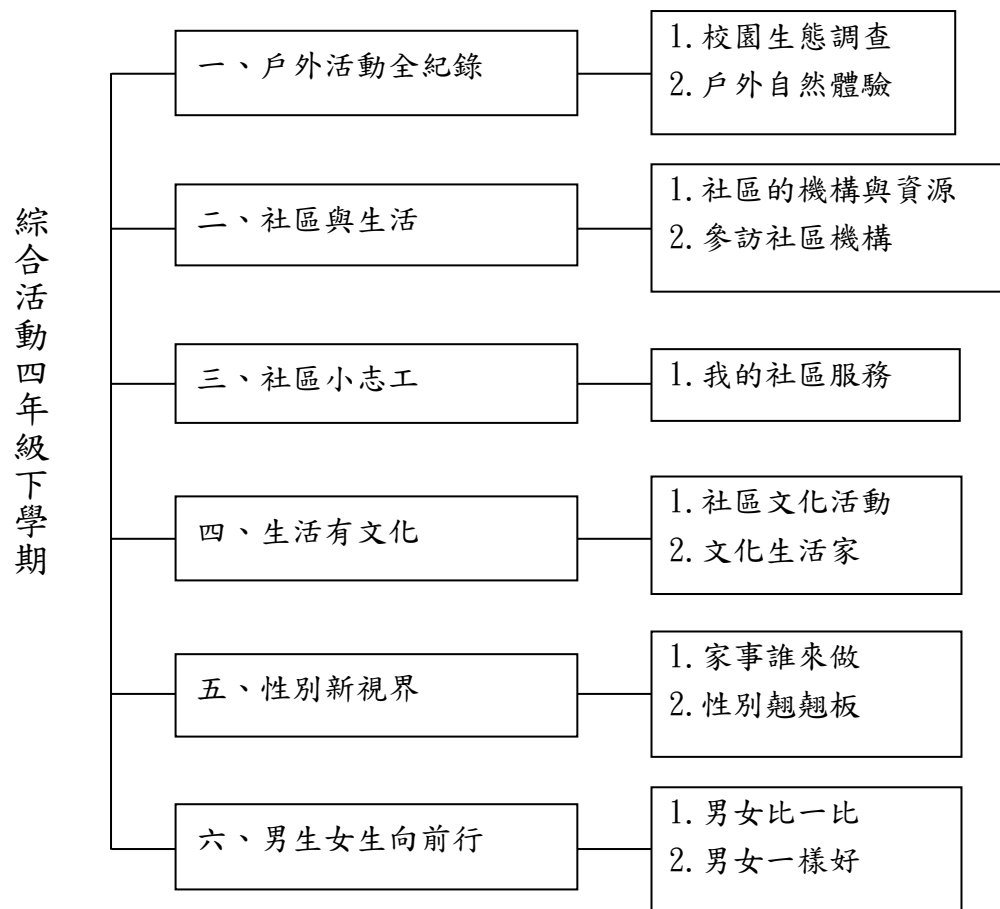 綜合活動四年級下學期
一、戶外活動全紀錄
1.校園生態調查
2.戶外自然體驗
二、社區與生活
1.社區的機構與資源
2.參訪社區機構
三、社區小志工
1.我的社區服務
四、生活有文化
1.社區文化活動
2.文化生活家
五、性別新視界
1.家事誰來做
2.性別翹翹板
六、男生女生向前行
1.男女比一比
2.男女一樣好